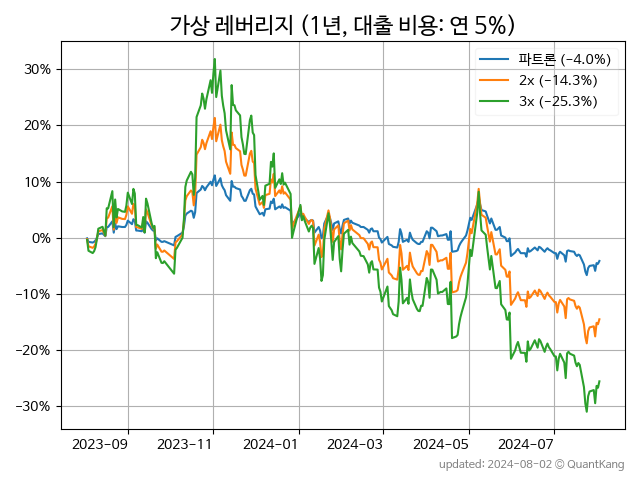 가상 레버리지 (1년, 대출 비용: 연 5%)
파트론 (−4.0%)
2x (−14.3%)
3x (−25.3%)
30%
20%
10%
0%
−10%
−20%
−30%
2023-09
2023-11
2024-01
2024-03
2024-05
2024-07
updated: 2024-08-02 © QuantKang